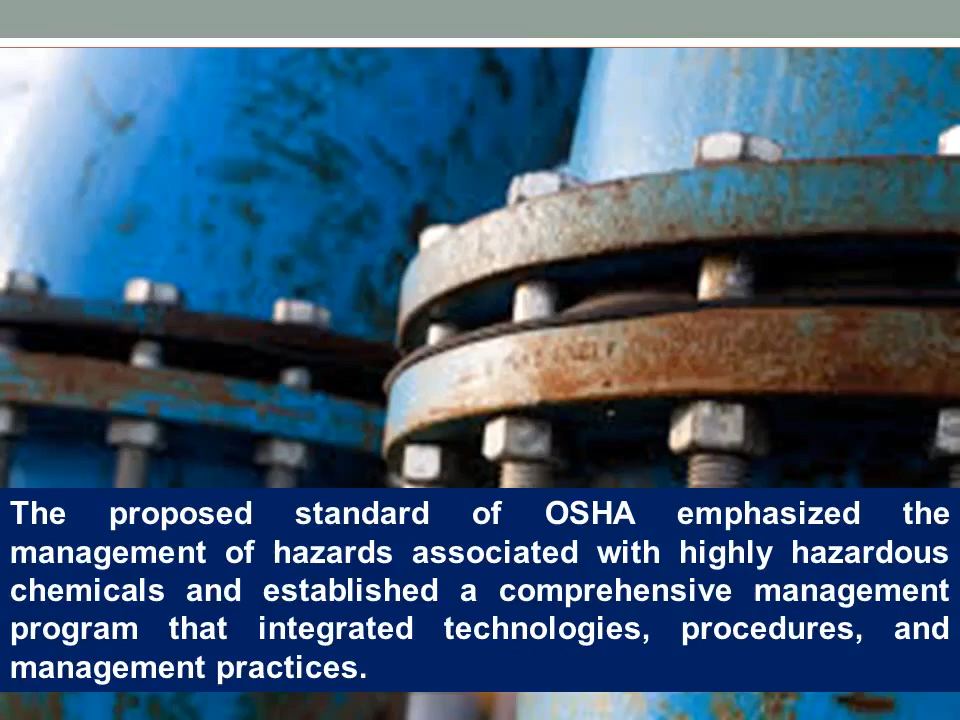 The proposed standard of OSHA emphasized the
management of hazards associated with highly hazardous
chemicals and established a comprehensive management
program that integrated technologies, procedures, and
management practices.